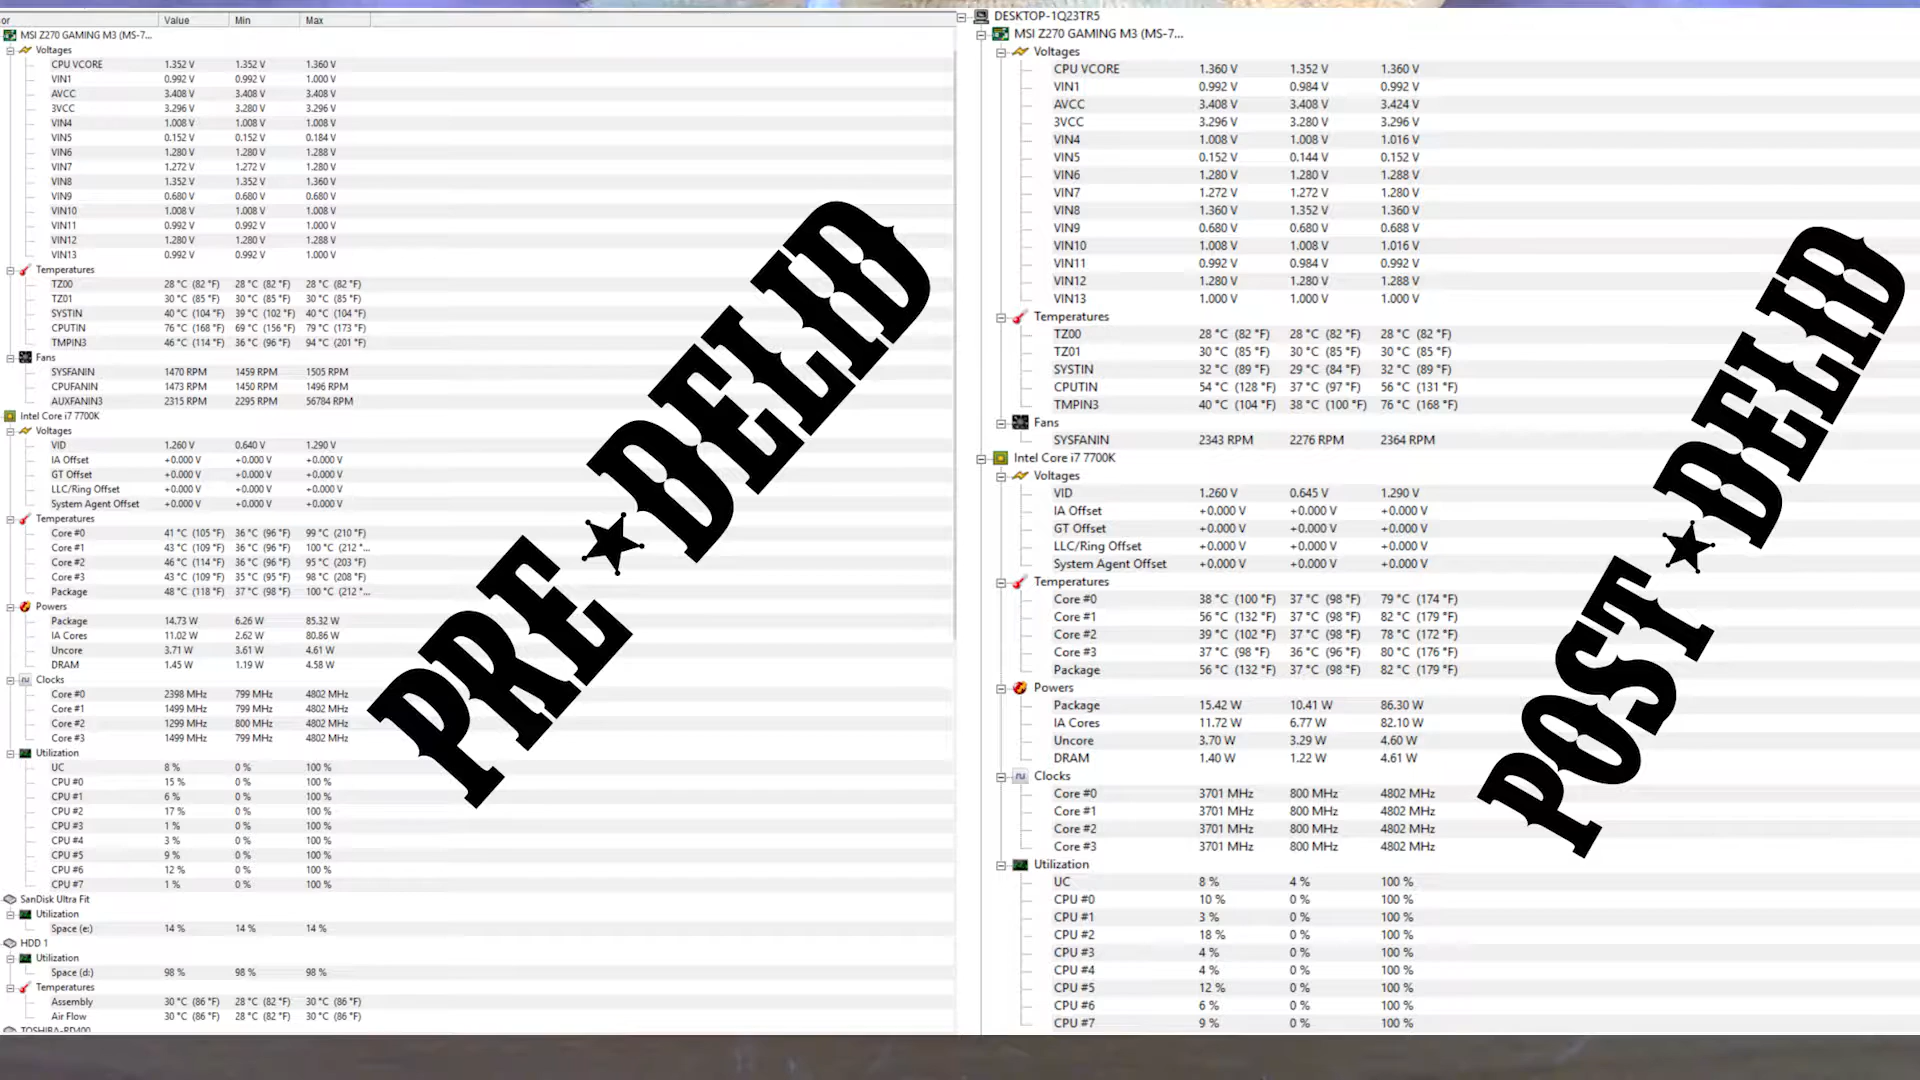 or Value Min Max
MSI Z270 GAMING M3 (MS-7...
Voltages
CPU VCORE 1.352 V 1.352 V 1.360 V
VIN1 0.992 V 0.992 V 1.000 V
AVCC 3.408 V 3.408 V 3.408 V
3VCC 3.296 V 3.280 V 3.296 V
VIN4 1.008 V 1.008 V 1.008 V
VIN5 0.152 V 0.152 V 0.184 V
VIN6 1.280 V 1.280 V 1.288 V
VIN7 1.272 V 1.272 V 1.280 V
VIN8 1.352 V 1.352 V 1.360 V
VIN9 0.680 V 0.680 V 0.680 V
VIN10 1.008 V 1.008 V 1.008 V
VIN11 0.992 V 0.992 V 1.000 V
VIN12 1.280 V 1.280 V 1.288 V
VIN13 0.992 V 0.992 V 1.000 V
Temperatures
TZ00 28 °C (82 °F) 28 °C (82 °F) 28 °C (82 °F)
TZ01 30 °C (85 °F) 30 °C (85 °F) 30 °C (85 °F)
SYSTIN 40 °C (104 °F) 39 °C (102 °F) 40 °C (104 °F)
CPUTIN 76 °C (168 °F) 69 °C (156 °F) 79 °C (173 °F)
TMPIN3 46 °C (114 °F) 36 °C (96 °F) 94 °C (201 °F)
Fans
SYSFANIN 1470 RPM 1459 RPM 1505 RPM
CPUFANIN 1473 RPM 1450 RPM 1496 RPM
AUXFANIN3 2315 RPM 2295 RPM 56784 RPM
Intel Core i7 7700K
Voltages
VID 1.260 V 0.640 V 1.290 V
IA Offset +0.000 V +0.000 V +0.000 V
GT Offset +0.000 V +0.000 V +0.000 V
LLC/Ring Offset +0.000 V +0.000 V +0.000 V
System Agent Offset +0.000 V +0.000 V +0.000 V
Temperatures
Core #0 41 °C (105 °F) 36 °C (96 °F) 99 °C (210 °F)
Core #1 43 °C (109 °F) 36 °C (96 °F) 100 °C (212 °...
Core #2 46 °C (114 °F) 36 °C (96 °F) 95 °C (203 °F)
Core #3 43 °C (109 °F) 35 °C (95 °F) 98 °C (208 °F)
Package 48 °C (118 °F) 37 °C (98 °F) 100 °C (212 °...
Powers
Package 14.73 W 6.26 W 85.32 W
IA Cores 11.02 W 2.62 W 80.86 W
Uncore 3.71 W 3.61 W 4.61 W
DRAM 1.45 W 1.19 W 4.58 W
Clocks
Core #0 2398 MHz 799 MHz 4802 MHz
Core #1 1499 MHz 799 MHz 4802 MHz
Core #2 1299 MHz 800 MHz 4802 MHz
Core #3 1499 MHz 799 MHz 4802 MHz
Utilization
UC 8 % 0 % 100 %
CPU #0 15 % 0 % 100 %
CPU #1 6 % 0 % 100 %
CPU #2 17 % 0 % 100 %
CPU #3 1 % 0 % 100 %
CPU #4 3 % 0 % 100 %
CPU #5 9 % 0 % 100 %
CPU #6 12 % 0 % 100 %
CPU #7 1 % 0 % 100 %
SanDisk Ultra Fit
Utilization
Space (e:) 14 % 14 % 14 %
HDD 1
Utilization
Space (d:) 98 % 98 % 98 %
Temperatures
Assembly 30 °C (86 °F) 28 °C (82 °F) 30 °C (86 °F)
Air Flow 30 °C (86 °F) 28 °C (82 °F) 30 °C (86 °F)
TOSHIBA-RD400
PRE DELID
DESKTOP-1Q23TR5
MSI Z270 GAMING M3 (MS-7...
Voltages
CPU VCORE 1.360 V 1.352 V 1.360 V
VIN1 0.992 V 0.984 V 0.992 V
AVCC 3.408 V 3.408 V 3.424 V
3VCC 3.296 V 3.280 V 3.296 V
VIN4 1.008 V 1.008 V 1.016 V
VIN5 0.152 V 0.144 V 0.152 V
VIN6 1.280 V 1.280 V 1.288 V
VIN7 1.272 V 1.272 V 1.280 V
VIN8 1.360 V 1.352 V 1.360 V
VIN9 0.680 V 0.680 V 0.688 V
VIN10 1.008 V 1.008 V 1.016 V
VIN11 0.992 V 0.984 V 0.992 V
VIN12 1.280 V 1.280 V 1.288 V
VIN13 1.000 V 1.000 V 1.000 V
Temperatures
TZ00 28 °C (82 °F) 28 °C (82 °F) 28 °C (82 °F)
TZ01 30 °C (85 °F) 30 °C (85 °F) 30 °C (85 °F)
SYSTIN 32 °C (89 °F) 29 °C (84 °F) 32 °C (89 °F)
CPUTIN 54 °C (128 °F) 37 °C (97 °F) 56 °C (131 °F)
TMPIN3 40 °C (104 °F) 38 °C (100 °F) 76 °C (168 °F)
Fans
SYSFANIN 2343 RPM 2276 RPM 2364 RPM
Intel Core i7 7700K
Voltages
VID 1.260 V 0.645 V 1.290 V
IA Offset +0.000 V +0.000 V +0.000 V
GT Offset +0.000 V +0.000 V +0.000 V
LLC/Ring Offset +0.000 V +0.000 V +0.000 V
System Agent Offset +0.000 V +0.000 V +0.000 V
Temperatures
Core #0 38 °C (100 °F) 37 °C (98 °F) 79 °C (174 °F)
Core #1 56 °C (132 °F) 37 °C (98 °F) 82 °C (179 °F)
Core #2 39 °C (102 °F) 37 °C (98 °F) 78 °C (172 °F)
Core #3 37 °C (98 °F) 36 °C (96 °F) 80 °C (176 °F)
Package 56 °C (132 °F) 37 °C (98 °F) 82 °C (179 °F)
Powers
Package 15.42 W 10.41 W 86.30 W
IA Cores 11.72 W 6.77 W 82.10 W
Uncore 3.70 W 3.29 W 4.60 W
DRAM 1.40 W 1.22 W 4.61 W
Clocks
Core #0 3701 MHz 800 MHz 4802 MHz
Core #1 3701 MHz 800 MHz 4802 MHz
Core #2 3701 MHz 800 MHz 4802 MHz
Core #3 3701 MHz 800 MHz 4802 MHz
Utilization
UC 8 % 4 % 100 %
CPU #0 10 % 0 % 100 %
CPU #1 3 % 0 % 100 %
CPU #2 18 % 0 % 100 %
CPU #3 4 % 0 % 100 %
CPU #4 4 % 0 % 100 %
CPU #5 12 % 0 % 100 %
CPU #6 6 % 0 % 100 %
CPU #7 9 % 0 % 100 %
POST DELID